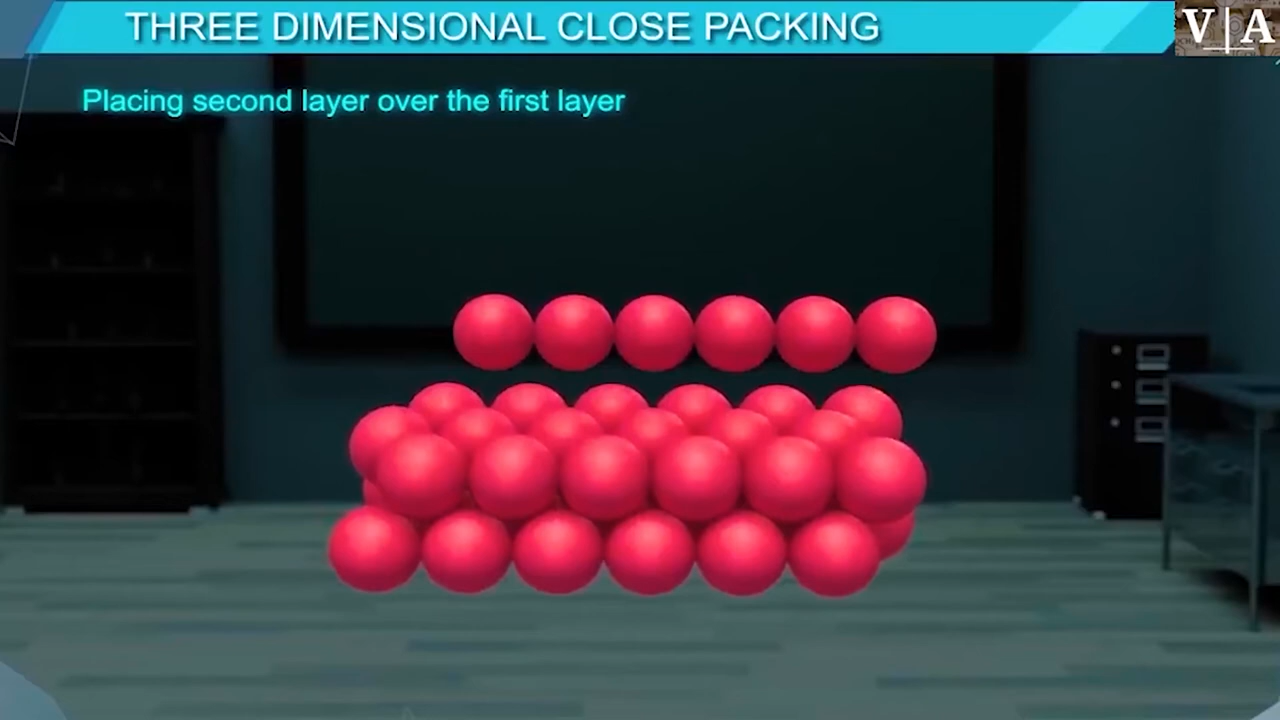 THREE DIMENSIONAL CLOSE PACKING
V|A
Placing second layer over the first layer